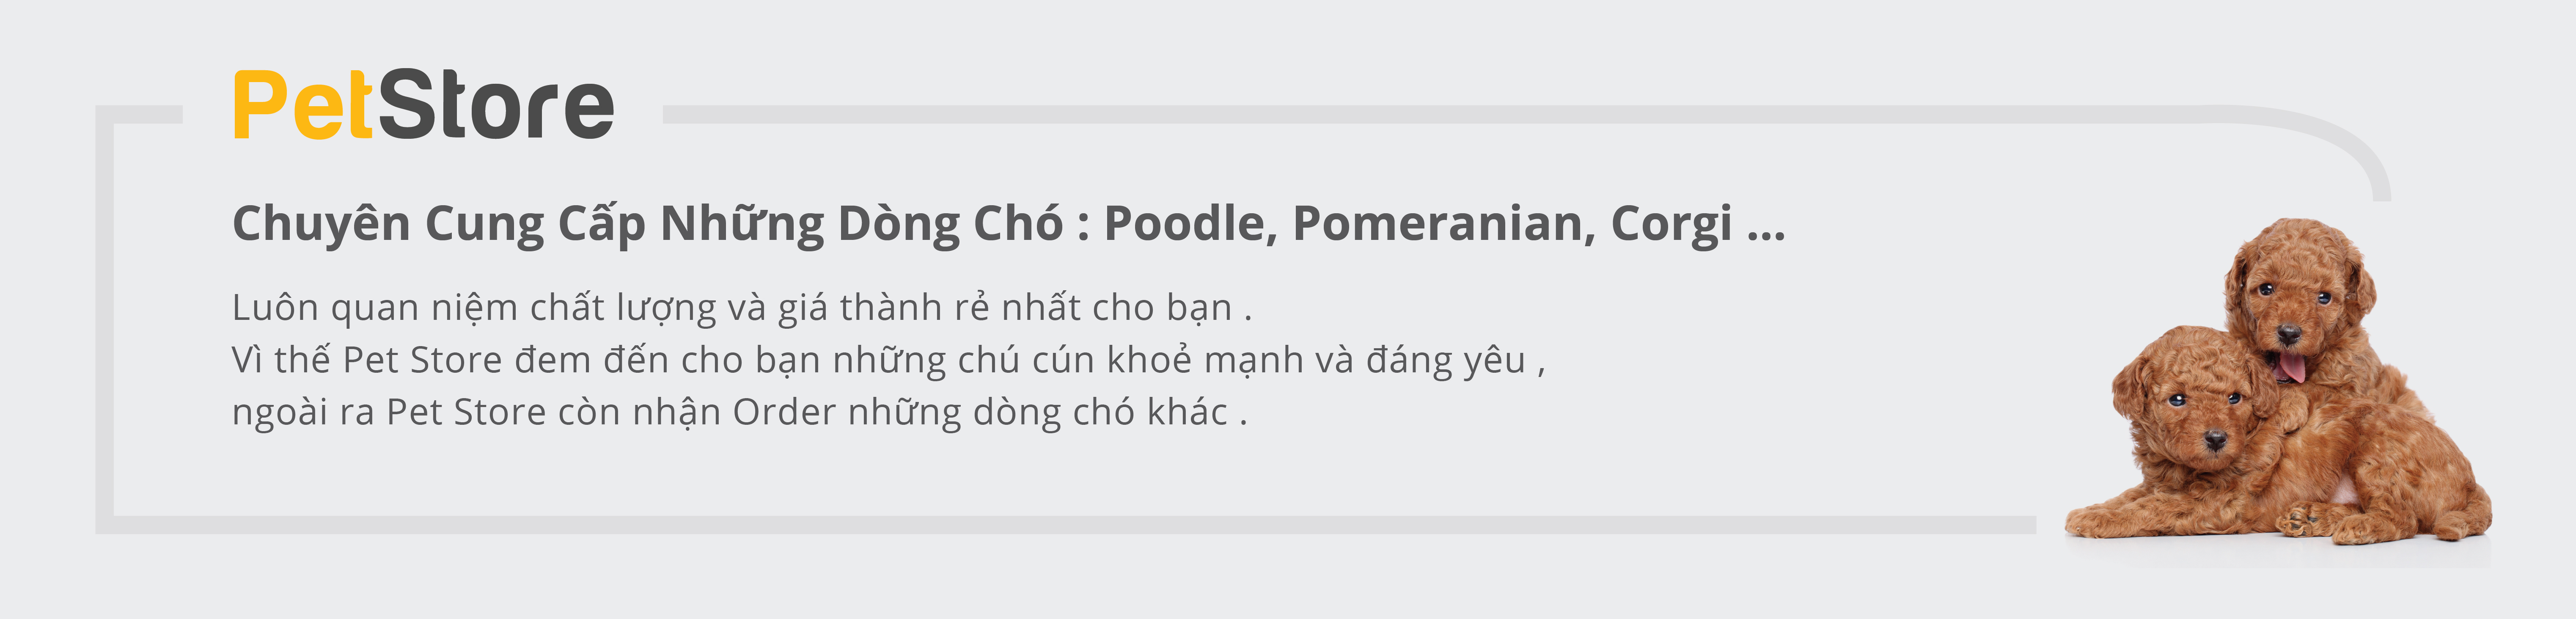 PetStore
Chuyên Cung Cấp Những Dòng Chó : Poodle, Pomeranian, Corgi ...
Luôn quan niệm chất lượng và giá thành rẻ nhất cho bạn .
Vì thế Pet Store đem đến cho bạn những chú cún khoẻ mạnh và đáng yêu ,
ngoài ra Pet Store còn nhận Order những dòng chó khác .